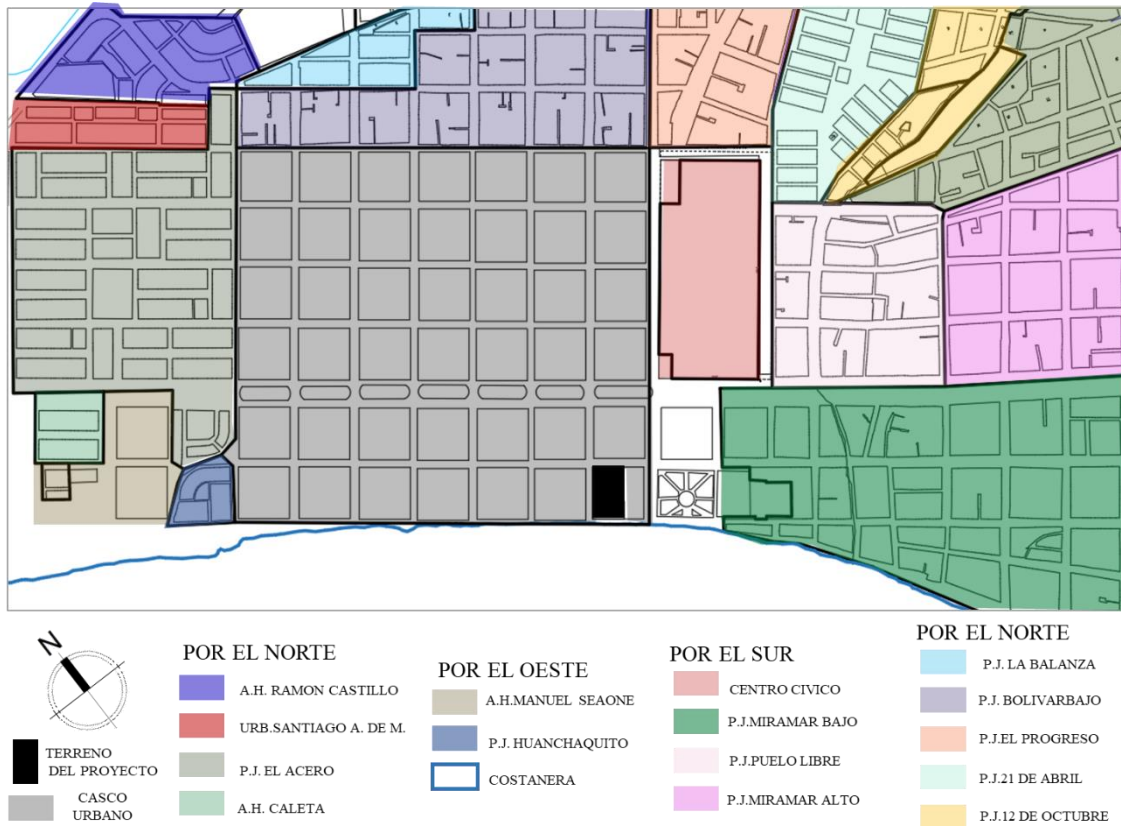 N
TERRENO
DEL PROYECTO
CASCO
URBANO
POR EL NORTE
A.H. RAMON CASTILLO
URB.SANTIAGO A. DE M.
P.J. EL ACERO
A.H. CALETA
POR EL OESTE
A.H.MANUEL SEAONE
P.J. HUANCHAQUITO
COSTANERA
POR EL SUR
CENTRO CIVICO
P.J.MIRAMAR BAJO
P.J.PUELO LIBRE
P.J.MIRAMAR ALTO
POR EL NORTE
P.J. LA BALANZA
P.J. BOLIVARBAJO
P.J.EL PROGRESO
P.J.21 DE ABRIL
P.J.12 DE OCTUBRE